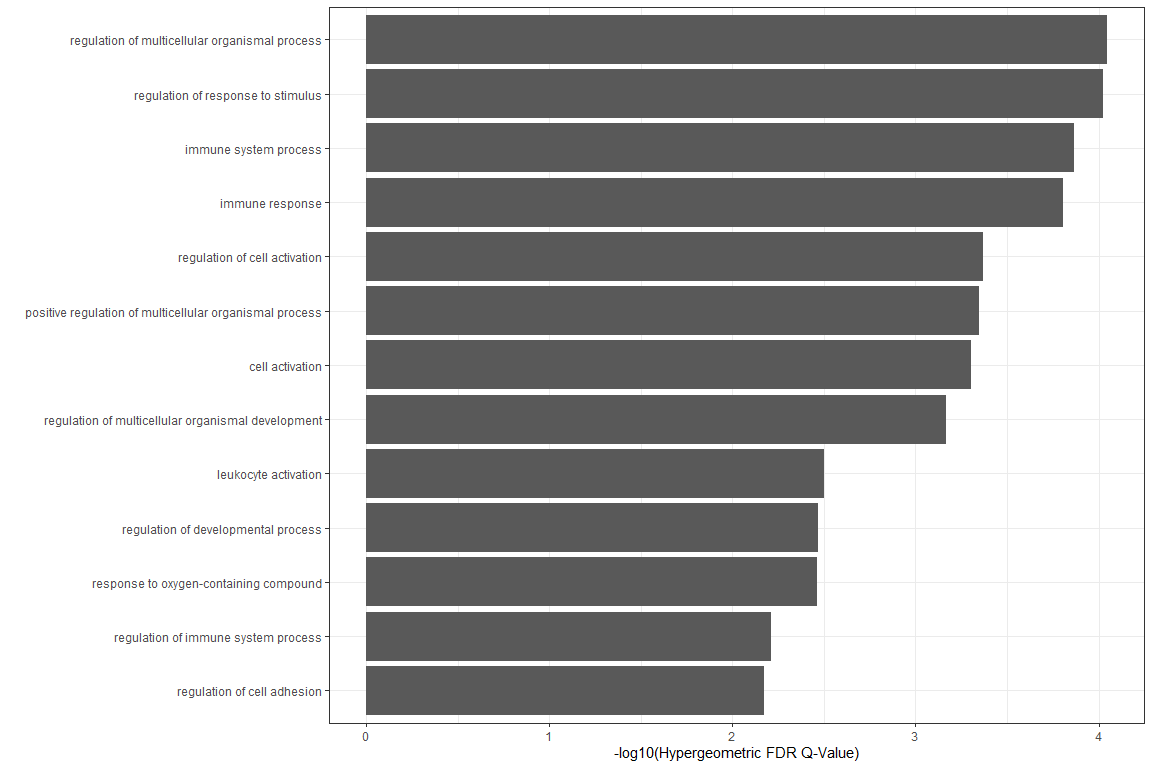 regulation of multicellular organismal process
regulation of response to stimulus
immune system process
immune response
regulation of cell activation
positive regulation of multicellular organismal process
cell activation
regulation of multicellular organismal development
leukocyte activation
regulation of developmental process
response to oxygen-containing compound
regulation of immune system process
regulation of cell adhesion
0 1 2 3 4
-log10(Hypergeometric FDR Q-Value)